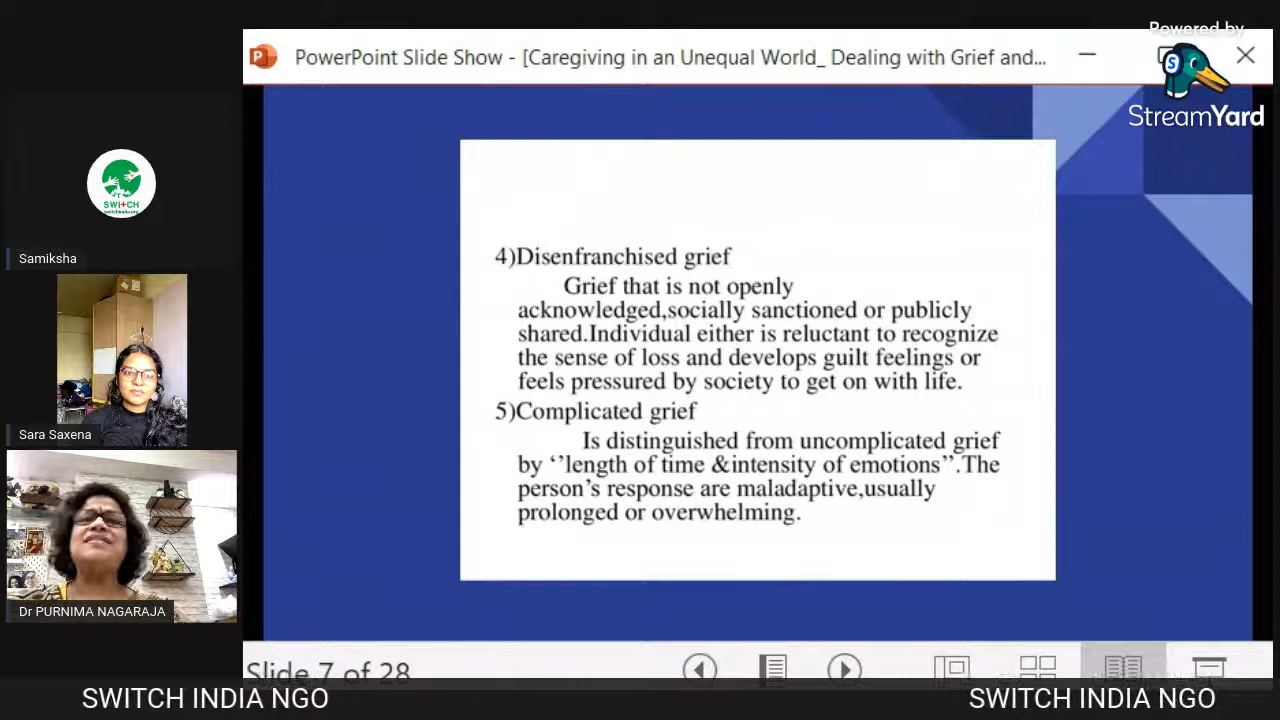 Powered by
StreamYard
PowerPoint Slide Show - [Caregiving in an Unequal World_ Dealing with Grief and...
SWI+CH
switchindia.org
Samiksha
Sara Saxena
Dr PURNIMA NAGARAJA
4)Disenfranchised grief
Grief that is not openly
acknowledged,socially sanctioned or publicly
shared.Individual either is reluctant to recognize
the sense of loss and develops guilt feelings or
feels pressured by society to get on with life.
5)Complicated grief
Is distinguished from uncomplicated grief
by ‘’length of time &intensity of emotions’’.The
person’s response are maladaptive,usually
prolonged or overwhelming.
Slide 7 of 28
SWITCH INDIA NGO
SWITCH INDIA NGO